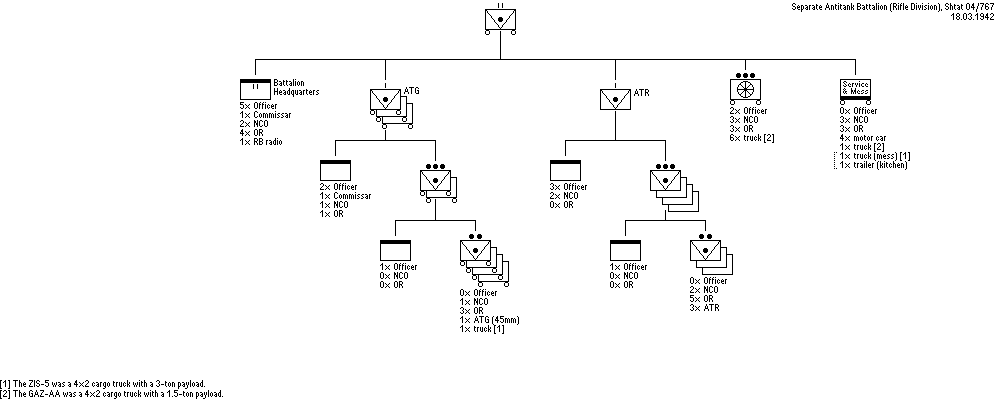 Separate Antitank Battalion (Rifle Division), Shtat 04/767
18.03.1942
Battalion
Headquarters
5× Officer
1× Commissar
2× NCO
4× OR
1× RB radio
ATG
ATR
2× Officer
3× NCO
3× OR
6× truck [2]
Service
& Mess
0× Officer
3× NCO
3× OR
4× motor car
1× truck [2]
1× truck (mess) [1]
1× trailer (kitchen)
2× Officer
1× Commissar
1× NCO
1× OR
3× Officer
2× NCO
0× OR
1× Officer
0× NCO
0× OR
0× Officer
1× NCO
3× OR
1× ATG (45mm)
1× truck [1]
1× Officer
0× NCO
0× OR
0× Officer
2× NCO
5× OR
3× ATR
[1] The ZIS-5 was a 4×2 cargo truck with a 3-ton payload.
[2] The GAZ-AA was a 4×2 cargo truck with a 1.5-ton payload.